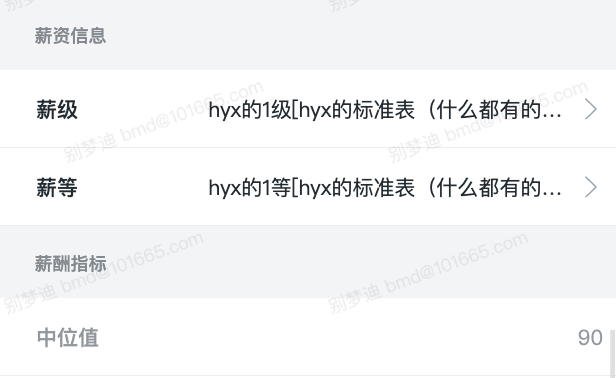 薪资信息
薪级 hyx的1级[hyx的标准表（什么都有的...
别梦迪 bmd@101665.com 别梦迪 bmd@101665.com
薪等 hyx的1等[hyx的标准表（什么都有的...
薪酬指标
别梦迪 bmd@101665.com 别梦迪 bmd@101665.com
中位值 90